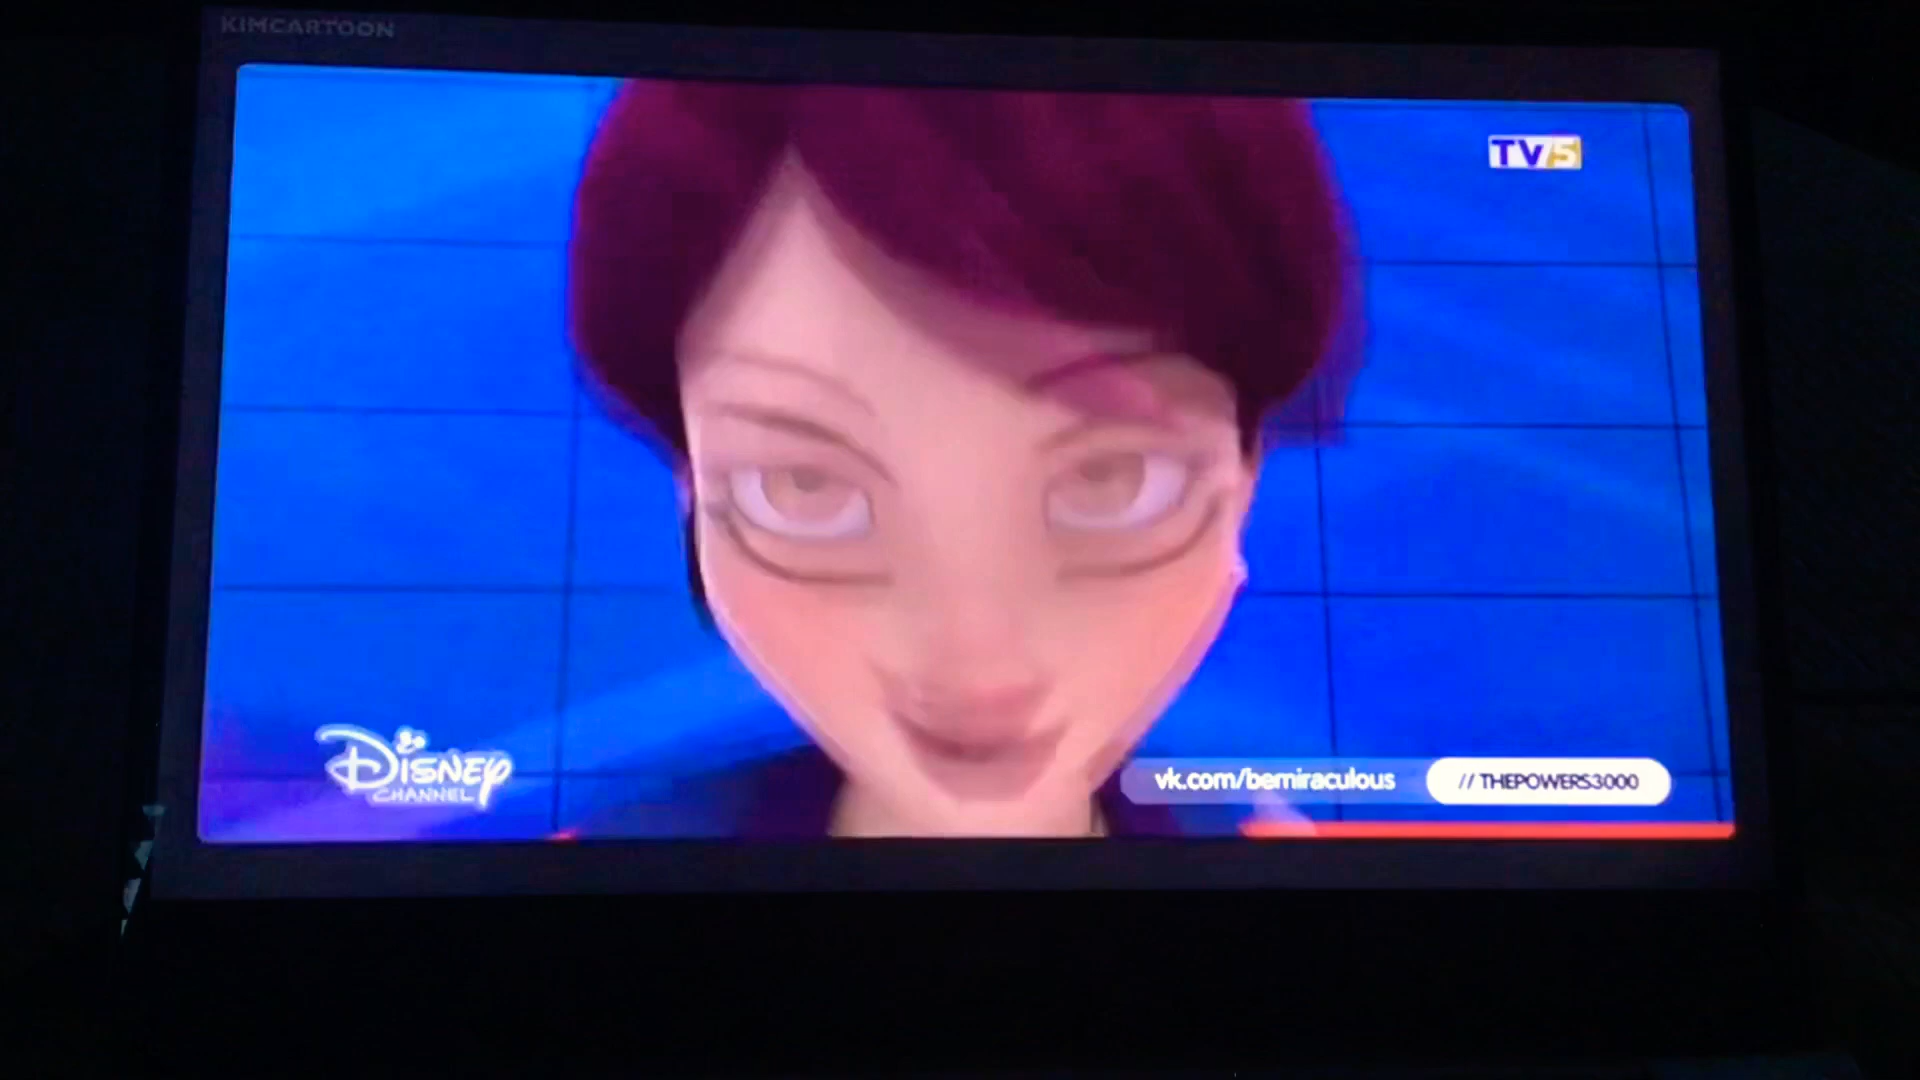 KIMCARTOON
TV5
DISNEY
CHANNEL
vk.com/bemiraculous
// THEPOWERS3000